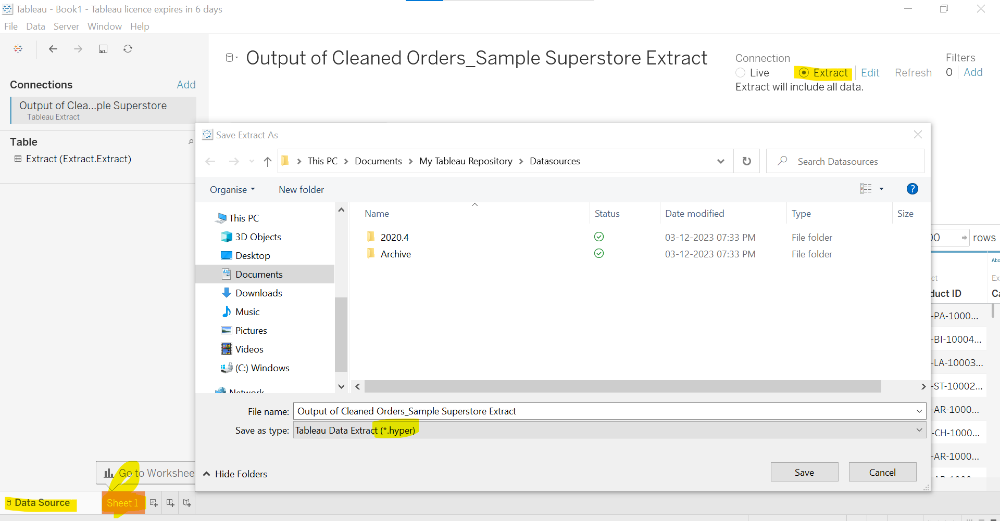 Tableau - Book1 - Tableau licence expires in 6 days
File Data Server Window Help
Output of Cleaned Orders_Sample Superstore Extract
Connection
Live Extract Edit Refresh
Extract will include all data.
Filters
0 Add
Connections Add
Output of Clea...ple Superstore
Tableau Extract
Table
Extract (Extract.Extract)
Save Extract As
This PC > Documents > My Tableau Repository > Datasources
Search Datasources
Organise New folder
?
This PC
3D Objects
Desktop
Documents
Downloads
Music
Pictures
Videos
(C:) Windows
Network
Name Status Date modified Type Size
2020.4 03-12-2023 07:33 PM File folder
Archive 03-12-2023 07:33 PM File folder
File name: Output of Cleaned Orders_Sample Superstore Extract
Save as type: Tableau Data Extract (*.hyper)
Hide Folders
Save Cancel
00 rows
Abc
ct Ex
duct ID Ca
-PA-1000...
-BI-10004...
-LA-10003...
-ST-10002...
-AR-1000...
-CH-1000...
-AR-1000...
Go to Workshee
Data Source Sheet 1